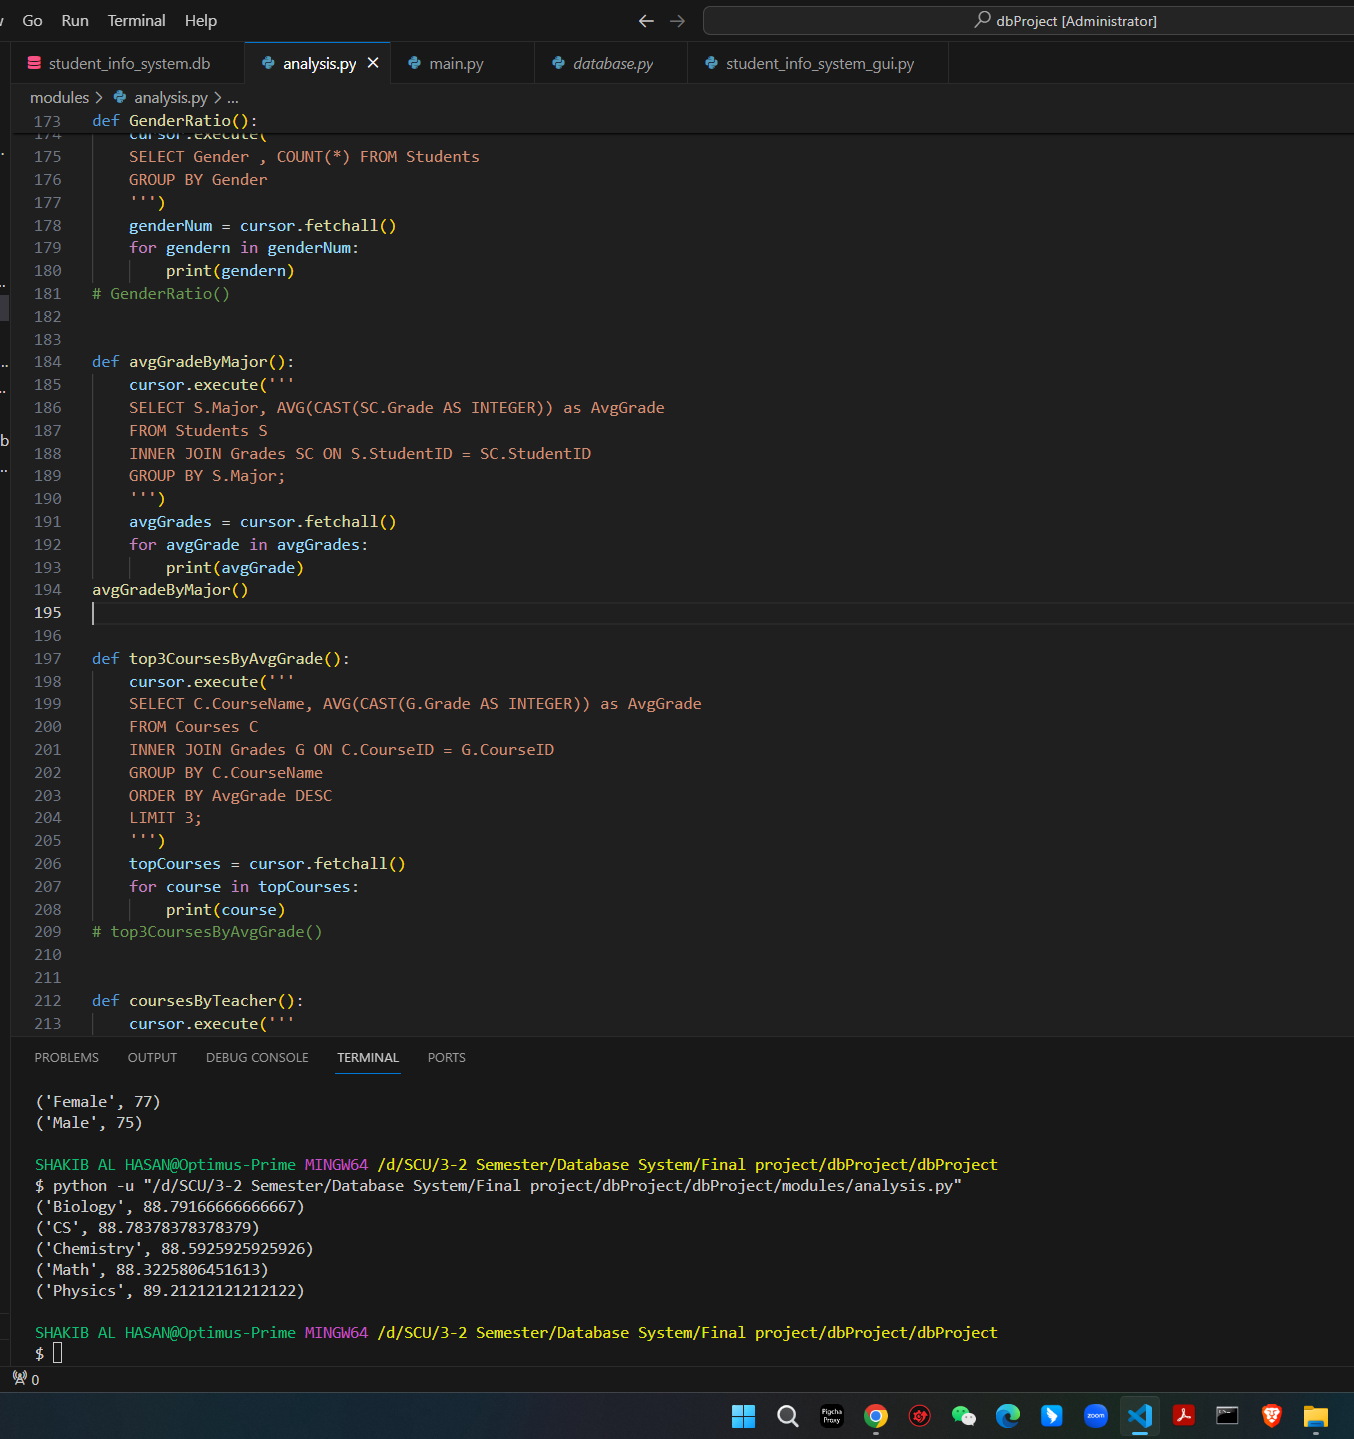 Go Run Terminal Help
dbProject [Administrator]
student_info_system.db analysis.py main.py database.py student_info_system_gui.py
modules > analysis.py > ...
173 def GenderRatio():
174 cursor.execute(
175 SELECT Gender , COUNT(*) FROM Students
176 GROUP BY Gender
177 ''')
178 genderNum = cursor.fetchall()
179 for gendern in genderNum:
180 print(gendern)
181 # GenderRatio()
182
183
184 def avgGradeByMajor():
185 cursor.execute('''
186 SELECT S.Major, AVG(CAST(SC.Grade AS INTEGER)) as AvgGrade
187 FROM Students S
188 INNER JOIN Grades SC ON S.StudentID = SC.StudentID
189 GROUP BY S.Major;
190 ''')
191 avgGrades = cursor.fetchall()
192 for avgGrade in avgGrades:
193 print(avgGrade)
194 avgGradeByMajor()
195
196
197 def top3CoursesByAvgGrade():
198 cursor.execute('''
199 SELECT C.CourseName, AVG(CAST(G.Grade AS INTEGER)) as AvgGrade
200 FROM Courses C
201 INNER JOIN Grades G ON C.CourseID = G.CourseID
202 GROUP BY C.CourseName
203 ORDER BY AvgGrade DESC
204 LIMIT 3;
205 ''')
206 topCourses = cursor.fetchall()
207 for course in topCourses:
208 print(course)
209 # top3CoursesByAvgGrade()
210
211
212 def coursesByTeacher():
213 cursor.execute('''
PROBLEMS OUTPUT DEBUG CONSOLE TERMINAL PORTS
('Female', 77)
('Male', 75)
SHAKIB AL HASAN@Optimus-Prime MINGW64 /d/SCU/3-2 Semester/Database System/Final project/dbProject/dbProject
$ python -u "/d/SCU/3-2 Semester/Database System/Final project/dbProject/dbProject/modules/analysis.py"
('Biology', 88.79166666666667)
('CS', 88.78378378378379)
('Chemistry', 88.5925925925926)
('Math', 88.3225806451613)
('Physics', 89.21212121212122)
SHAKIB AL HASAN@Optimus-Prime MINGW64 /d/SCU/3-2 Semester/Database System/Final project/dbProject/dbProject
$
0
Pigcha
Proxy
zoom